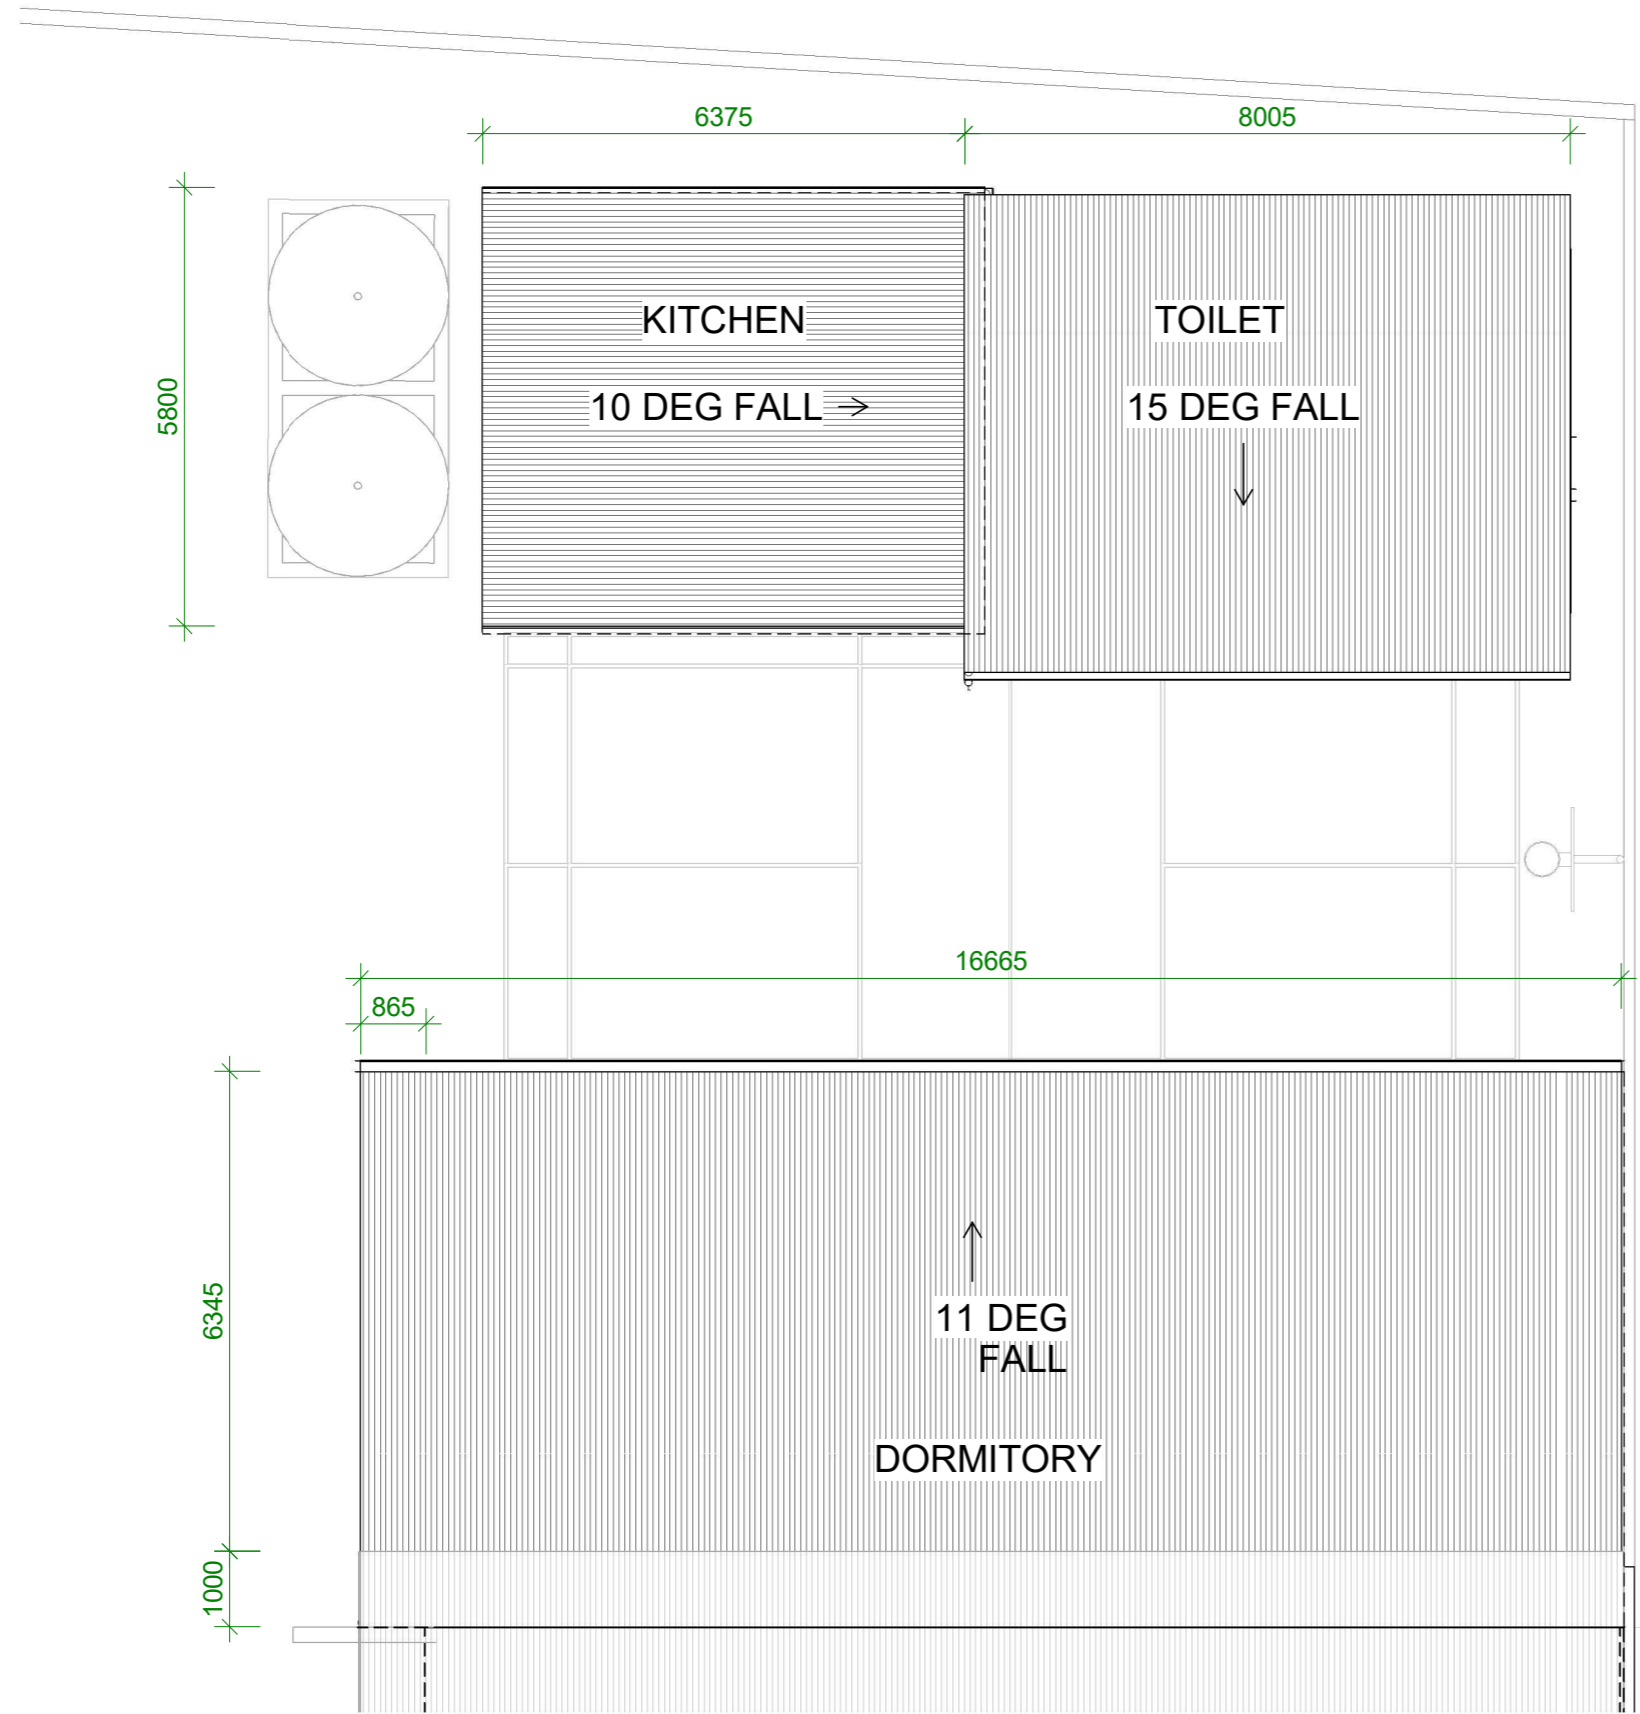 6375
8005
KITCHEN
TOILET
10 DEG FALL
15 DEG FALL
5800
16665
865
6345
11 DEG
FALL
DORMITORY
1000